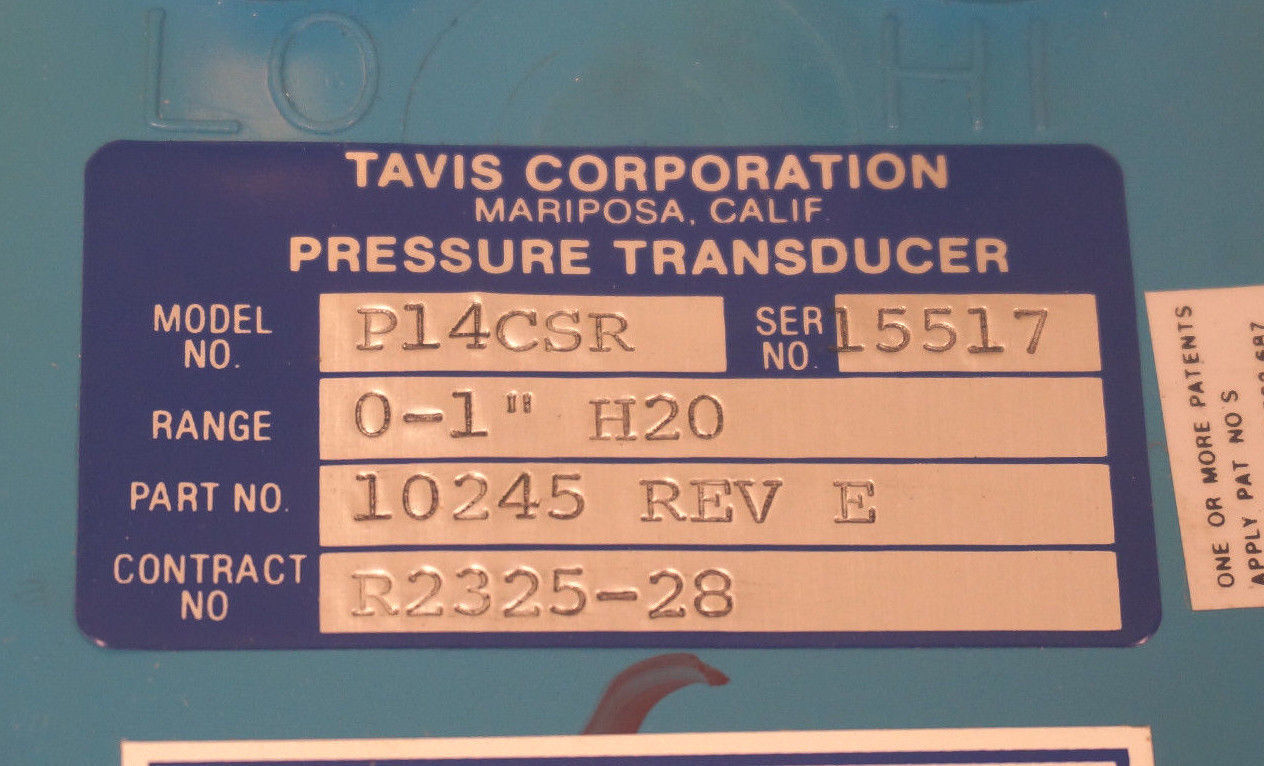 LO HI
TAVIS CORPORATION
MARIPOSA, CALIF
PRESSURE TRANSDUCER
MODEL NO. P14CSR SER NO. 15517
RANGE 0-1" H20
PART NO. 10245 REV E
CONTRACT NO R2325-28
ONE OR MORE PATENTS
APPLY PAT NO'S